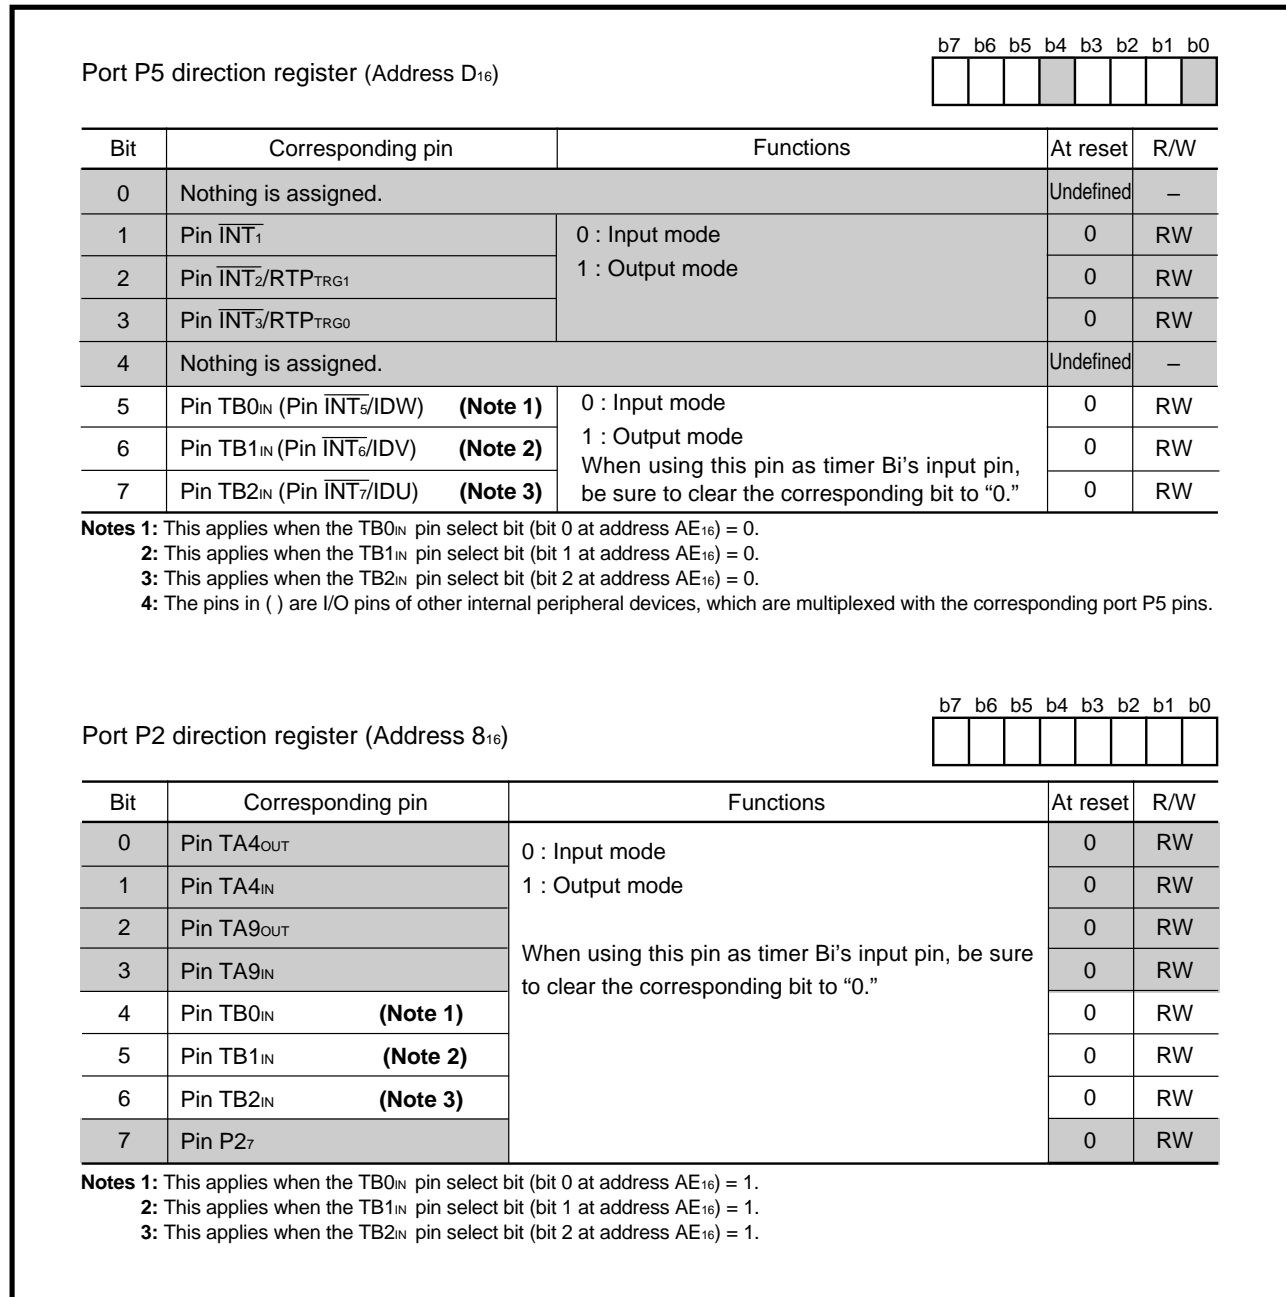 b7 b6 b5 b4 b3 b2 b1 b0
Port P5 direction register (Address D16)
Bit Corresponding pin Functions At reset R/W
0 Nothing is assigned. Undefined –
1 Pin INT1 0 : Input mode 0 RW
2 Pin INT2/RTPTRG1 1 : Output mode 0 RW
3 Pin INT3/RTPTRG0 0 RW
4 Nothing is assigned. Undefined –
5 Pin TB0IN (Pin INT5/IDW) (Note 1) 0 : Input mode 0 RW
1 : Output mode
6 Pin TB1IN (Pin INT6/IDV) (Note 2) 0 RW
When using this pin as timer Bi’s input pin,
7 Pin TB2IN (Pin INT7/IDU) (Note 3) be sure to clear the corresponding bit to “0.” 0 RW
Notes 1: This applies when the TB0IN pin select bit (bit 0 at address AE16) = 0.
2: This applies when the TB1IN pin select bit (bit 1 at address AE16) = 0.
3: This applies when the TB2IN pin select bit (bit 2 at address AE16) = 0.
4: The pins in ( ) are I/O pins of other internal peripheral devices, which are multiplexed with the corresponding port P5 pins.
b7 b6 b5 b4 b3 b2 b1 b0
Port P2 direction register (Address 816)
Bit Corresponding pin Functions At reset R/W
0 Pin TA4OUT 0 : Input mode 0 RW
1 Pin TA4IN 1 : Output mode 0 RW
2 Pin TA9OUT 0 RW
When using this pin as timer Bi’s input pin, be sure
3 Pin TA9IN 0 RW
to clear the corresponding bit to “0.”
4 Pin TB0IN (Note 1) 0 RW
5 Pin TB1IN (Note 2) 0 RW
6 Pin TB2IN (Note 3) 0 RW
7 Pin P27 0 RW
Notes 1: This applies when the TB0IN pin select bit (bit 0 at address AE16) = 1.
2: This applies when the TB1IN pin select bit (bit 1 at address AE16) = 1.
3: This applies when the TB2IN pin select bit (bit 2 at address AE16) = 1.